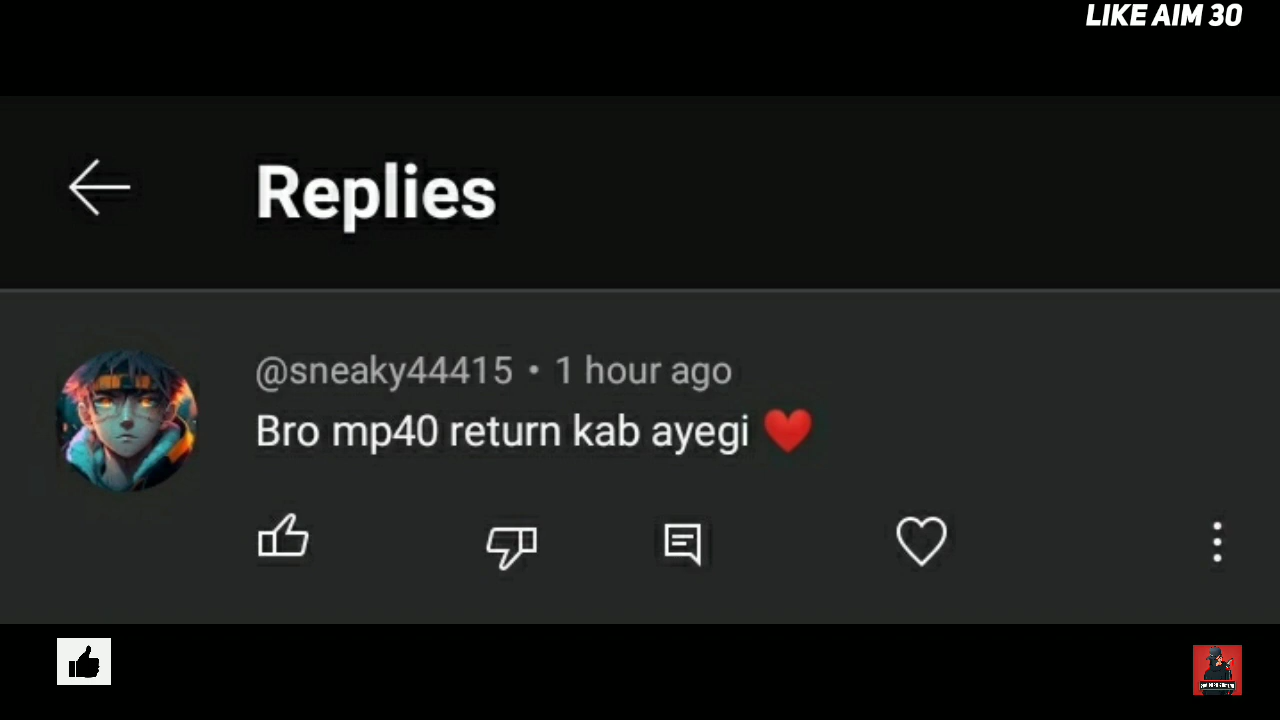 LIKE AIM 30
Replies
@sneaky44415 • 1 hour ago
Bro mp40 return kab ayegi ❤️